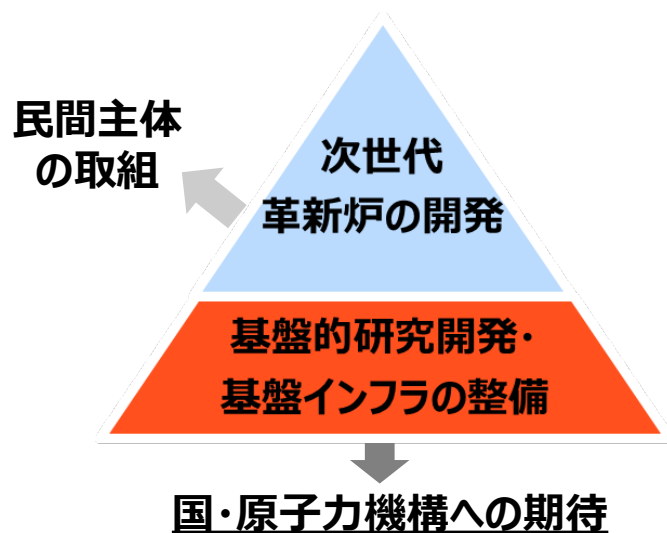 民間主体
の取組
次世代
革新炉の開発
基盤的研究開発・
基盤インフラの整備
国・原子力機構への期待